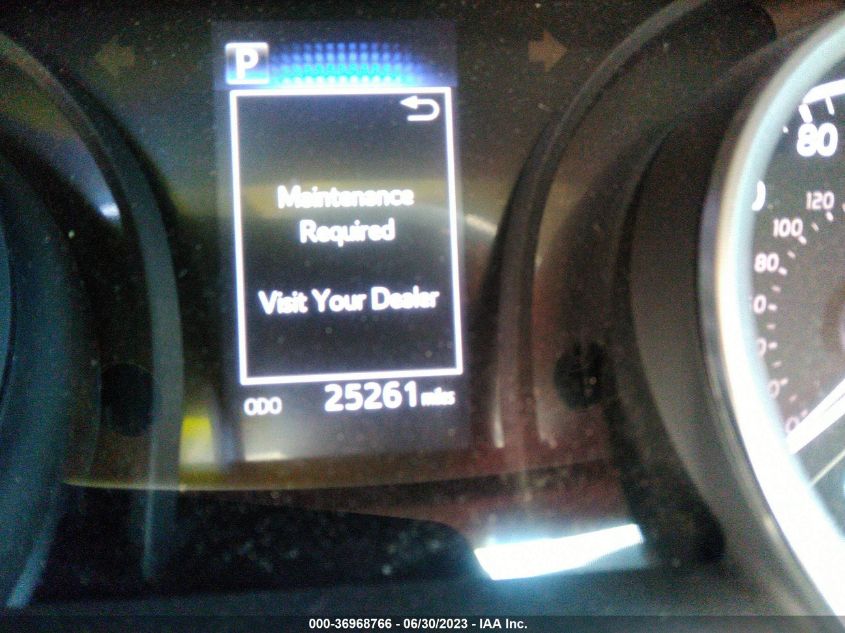 P
Maintenance
Required
Visit Your Dealer
ODO 25261 miles
80
120
100
80
000-36968766 - 06/30/2023 - IAA Inc.